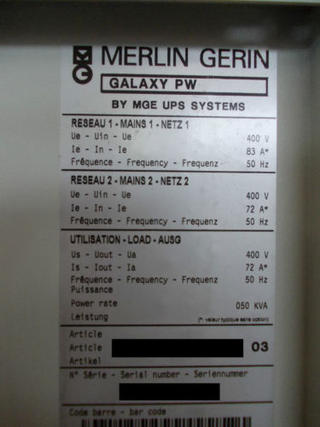 MERLIN GERIN
GALAXY PW
BY MGE UPS SYSTEMS
RESEAU 1 - MAINS 1 - NETZ 1
Ue - Uin - Ue 400 V
Ie - In - Ie 83 A*
Fréquence - Frequency - Frequenz 50 Hz
RESEAU 2 - MAINS 2 - NETZ 2
Ue - Uin - Ue 400 V
Ie - In - Ie 72 A*
Fréquence - Frequency - Frequenz 50 Hz
UTILISATION - LOAD - AUSG
Us - Uout - Ua 400 V
Is - Iout - Ia 72 A*
Fréquence - Frequency - Frequenz 50 Hz
Puissance
Power rate 050 KVA
Leistung (*: valeur typique sans option)
Article
Article 03
Artikel
N° Série - Serial number - Seriennummer
Code barre - bar code